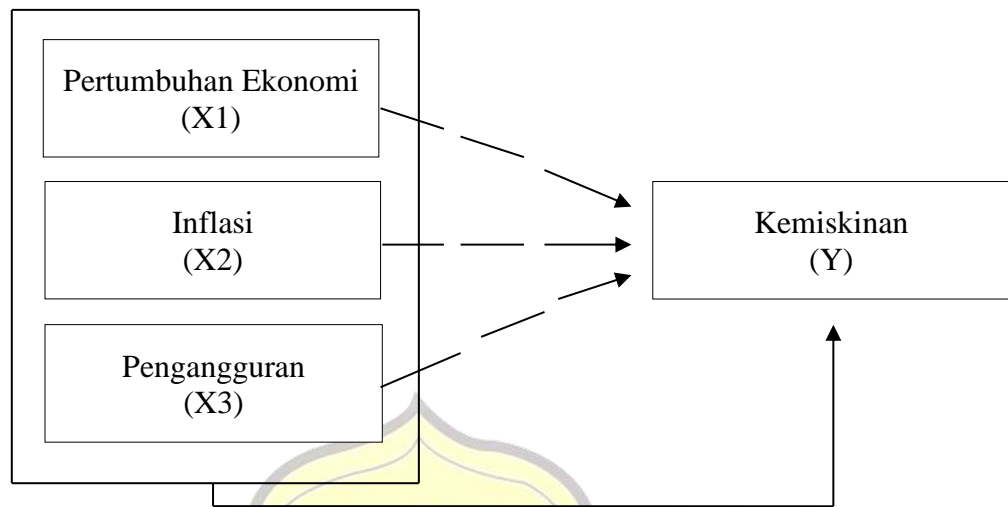 Pertumbuhan Ekonomi
(X1)
Inflasi
(X2)
Pengangguran
(X3)
Kemiskinan
(Y)